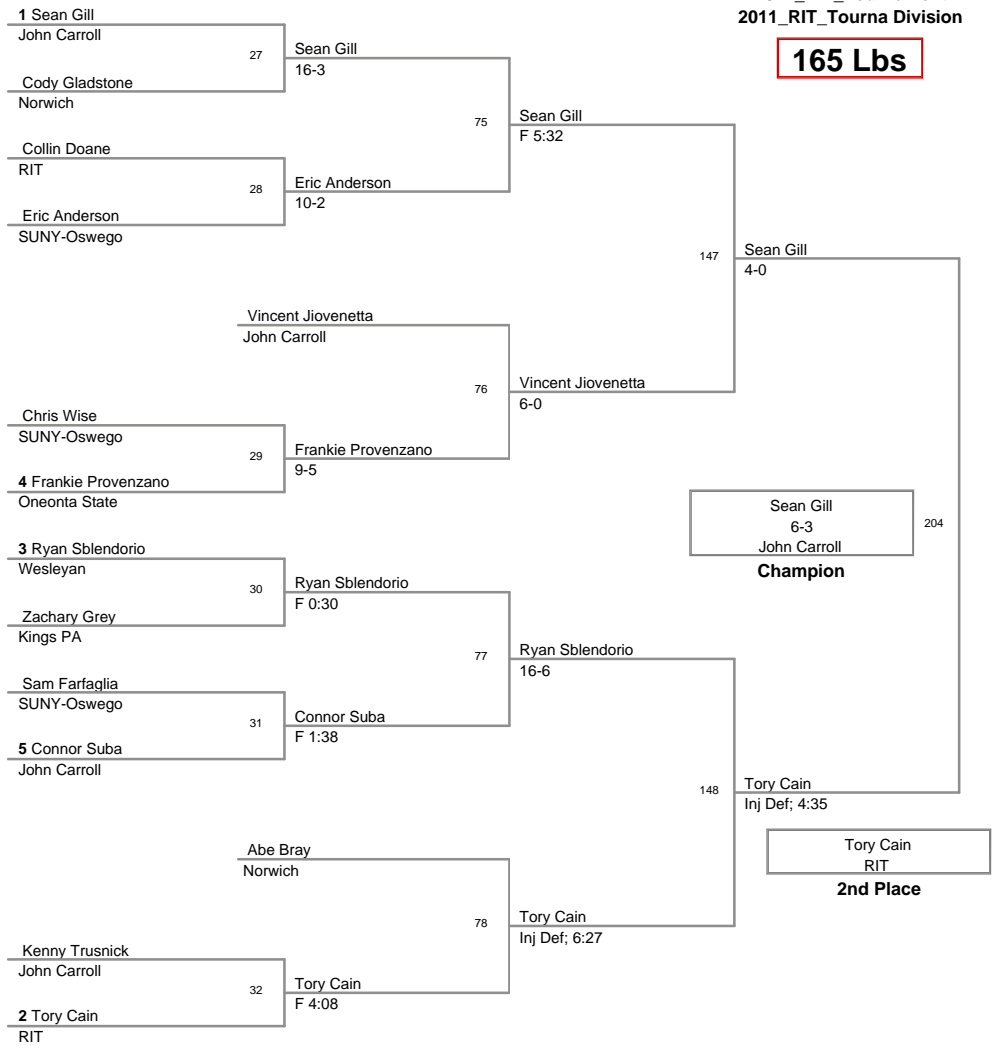 2011_RIT_Tourna Division
165 Lbs
1 Sean Gill
John Carroll
27
Sean Gill
16-3
Cody Gladstone
Norwich
75
Sean Gill
F 5:32
Collin Doane
RIT
28
Eric Anderson
10-2
Eric Anderson
SUNY-Oswego
147
Sean Gill
4-0
Vincent Jiovenetta
John Carroll
76
Vincent Jiovenetta
6-0
Chris Wise
SUNY-Oswego
29
Frankie Provenzano
9-5
4 Frankie Provenzano
Oneonta State
Sean Gill
6-3
John Carroll
204
Champion
3 Ryan Sblendorio
Wesleyan
30
Ryan Sblendorio
F 0:30
Zachary Grey
Kings PA
77
Ryan Sblendorio
16-6
Sam Farfaglia
SUNY-Oswego
31
Connor Suba
F 1:38
5 Connor Suba
John Carroll
148
Tory Cain
Inj Def; 4:35
Abe Bray
Norwich
Tory Cain
RIT
2nd Place
78
Tory Cain
Inj Def; 6:27
Kenny Trusnick
John Carroll
32
Tory Cain
F 4:08
2 Tory Cain
RIT